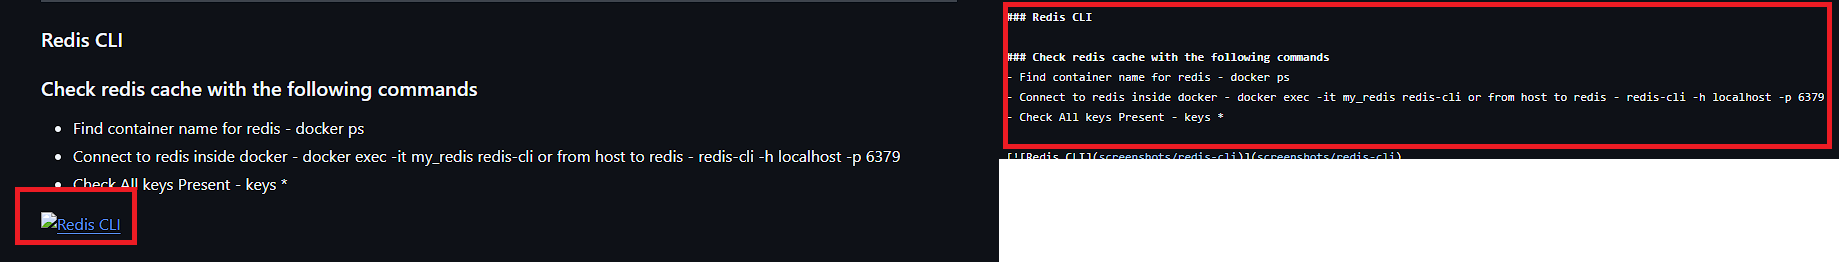 Redis CLI
Check redis cache with the following commands
Find container name for redis - docker ps
Connect to redis inside docker - docker exec -it my_redis redis-cli or from host to redis - redis-cli -h localhost -p 6379
Check All keys Present - keys *
Redis CLI
### Redis CLI
### Check redis cache with the following commands
- Find container name for redis - docker ps
- Connect to redis inside docker - docker exec -it my_redis redis-cli or from host to redis - redis-cli -h localhost -p 6379
- Check All keys Present - keys *
[![Redis CLI](screenshots/redis-cli)](screenshots/redis-cli)